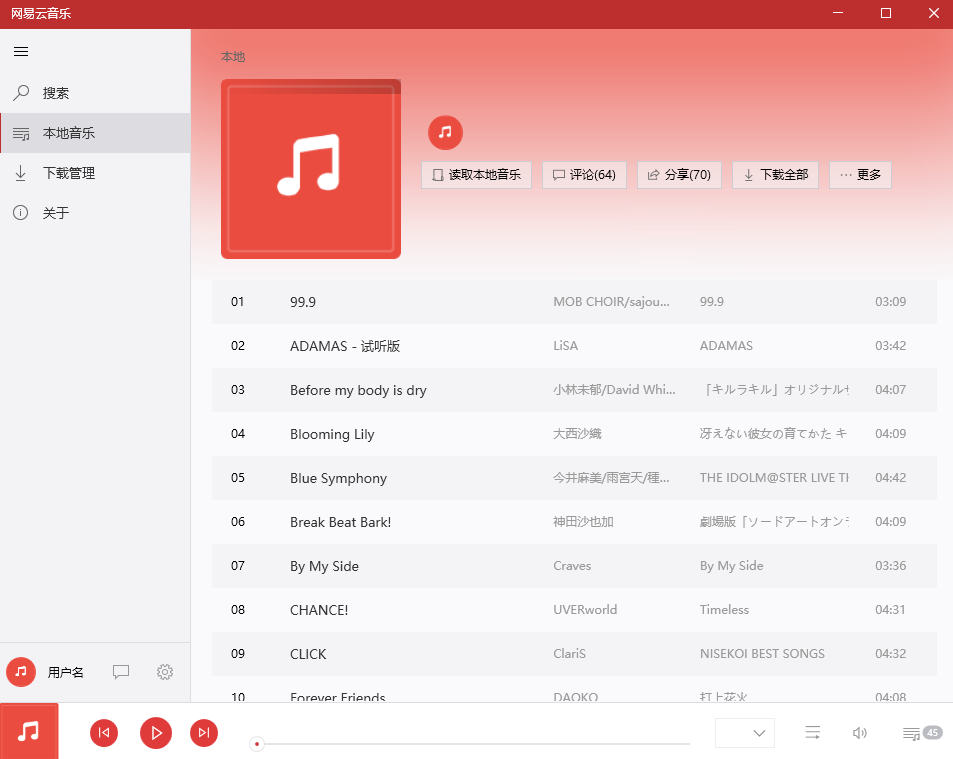 网易云音乐
本地
搜索
本地音乐
下载管理
关于
读取本地音乐 评论(64) 分享(70) 下载全部 ··· 更多
01 99.9 MOB CHOIR/sajou... 99.9 03:09
02 ADAMAS - 试听版 LiSA ADAMAS 03:42
03 Before my body is dry 小林未郁/David Whi... 「キルラキル」オリジナルサ 04:07
04 Blooming Lily 大西沙織 冴えない彼女の育てかた キ 04:09
05 Blue Symphony 今井麻美/雨宮天/種... THE IDOLM@STER LIVE TH 04:42
06 Break Beat Bark! 神田沙也加 劇場版「ソードアートオンラ 04:09
07 By My Side Craves By My Side 03:36
08 CHANCE! UVERworld Timeless 04:31
09 CLICK ClariS NISEKOI BEST SONGS 04:32
10 Forever Friends DAOKO 打上花火 04:08
用户名
45